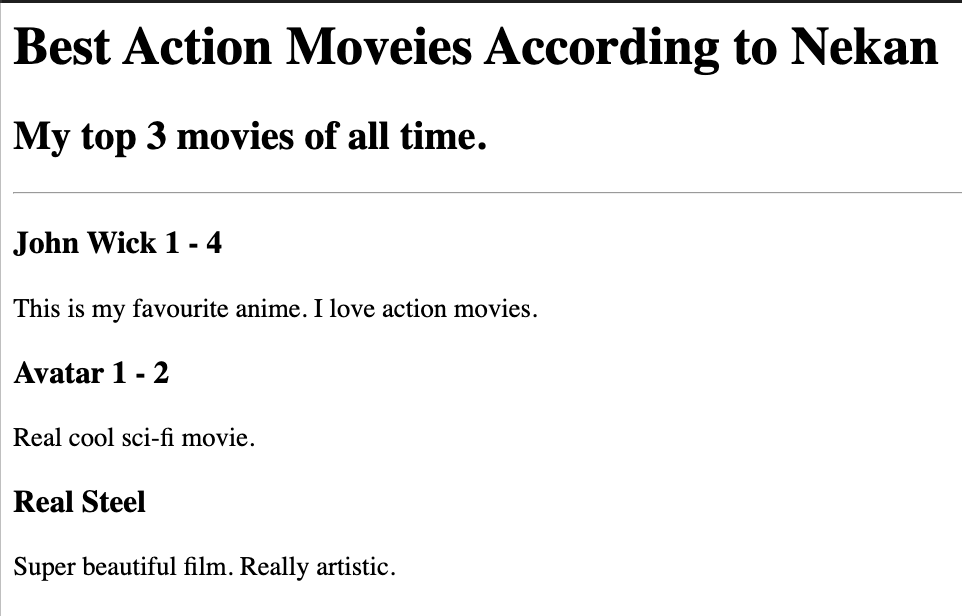 Best Action Moveies According to Nekan
My top 3 movies of all time.
John Wick 1 - 4
This is my favourite anime. I love action movies.
Avatar 1 - 2
Real cool sci-fi movie.
Real Steel
Super beautiful film. Really artistic.